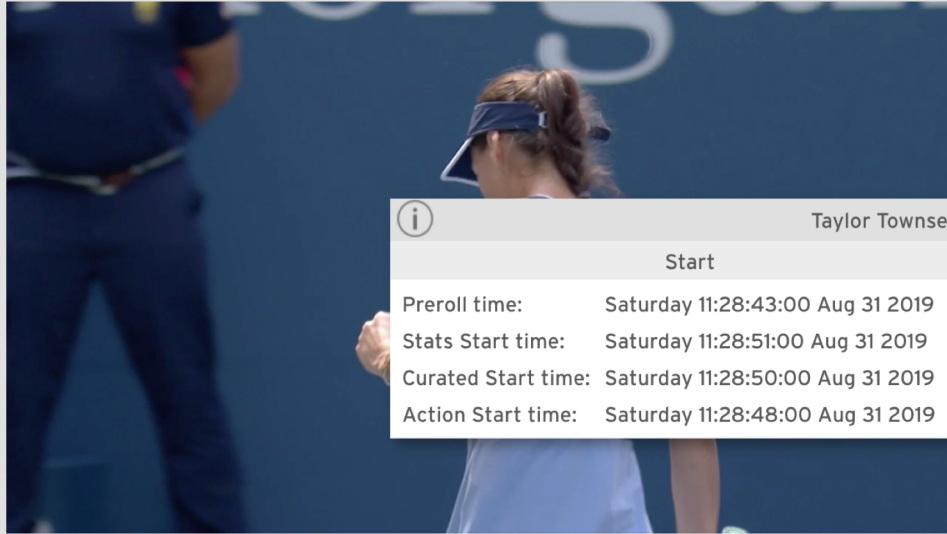 Taylor Townse
Start
Preroll time: Saturday 11:28:43:00 Aug 31 2019
Stats Start time: Saturday 11:28:51:00 Aug 31 2019
Curated Start time: Saturday 11:28:50:00 Aug 31 2019
Action Start time: Saturday 11:28:48:00 Aug 31 2019